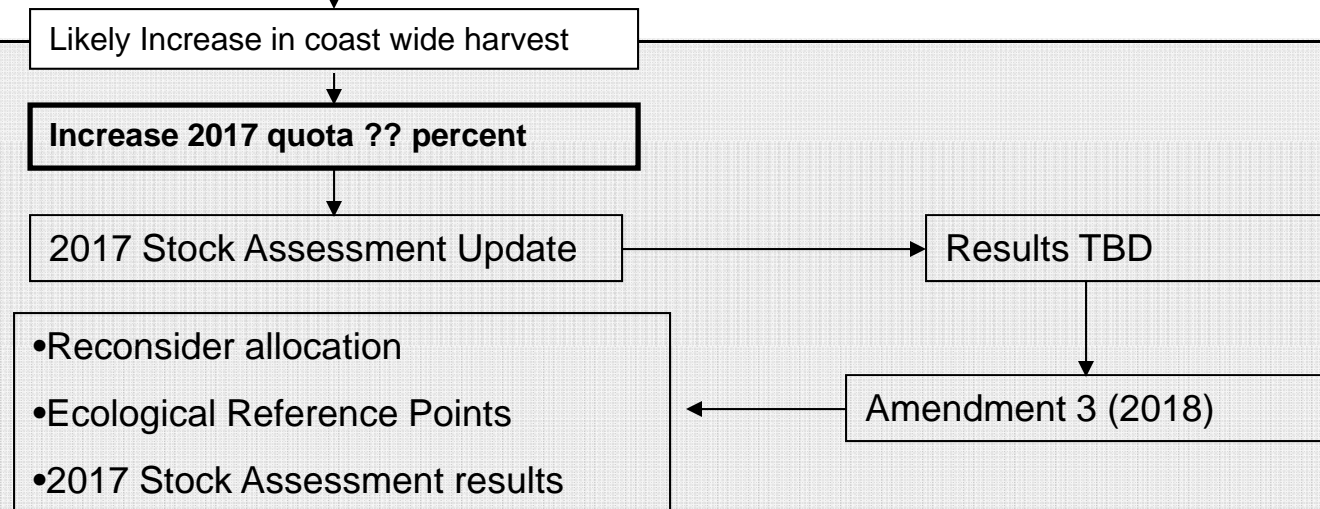 Likely Increase in coast wide harvest
Increase 2017 quota ?? percent
2017 Stock Assessment Update
Results TBD
Amendment 3 (2018)
•Reconsider allocation
•Ecological Reference Points
•2017 Stock Assessment results